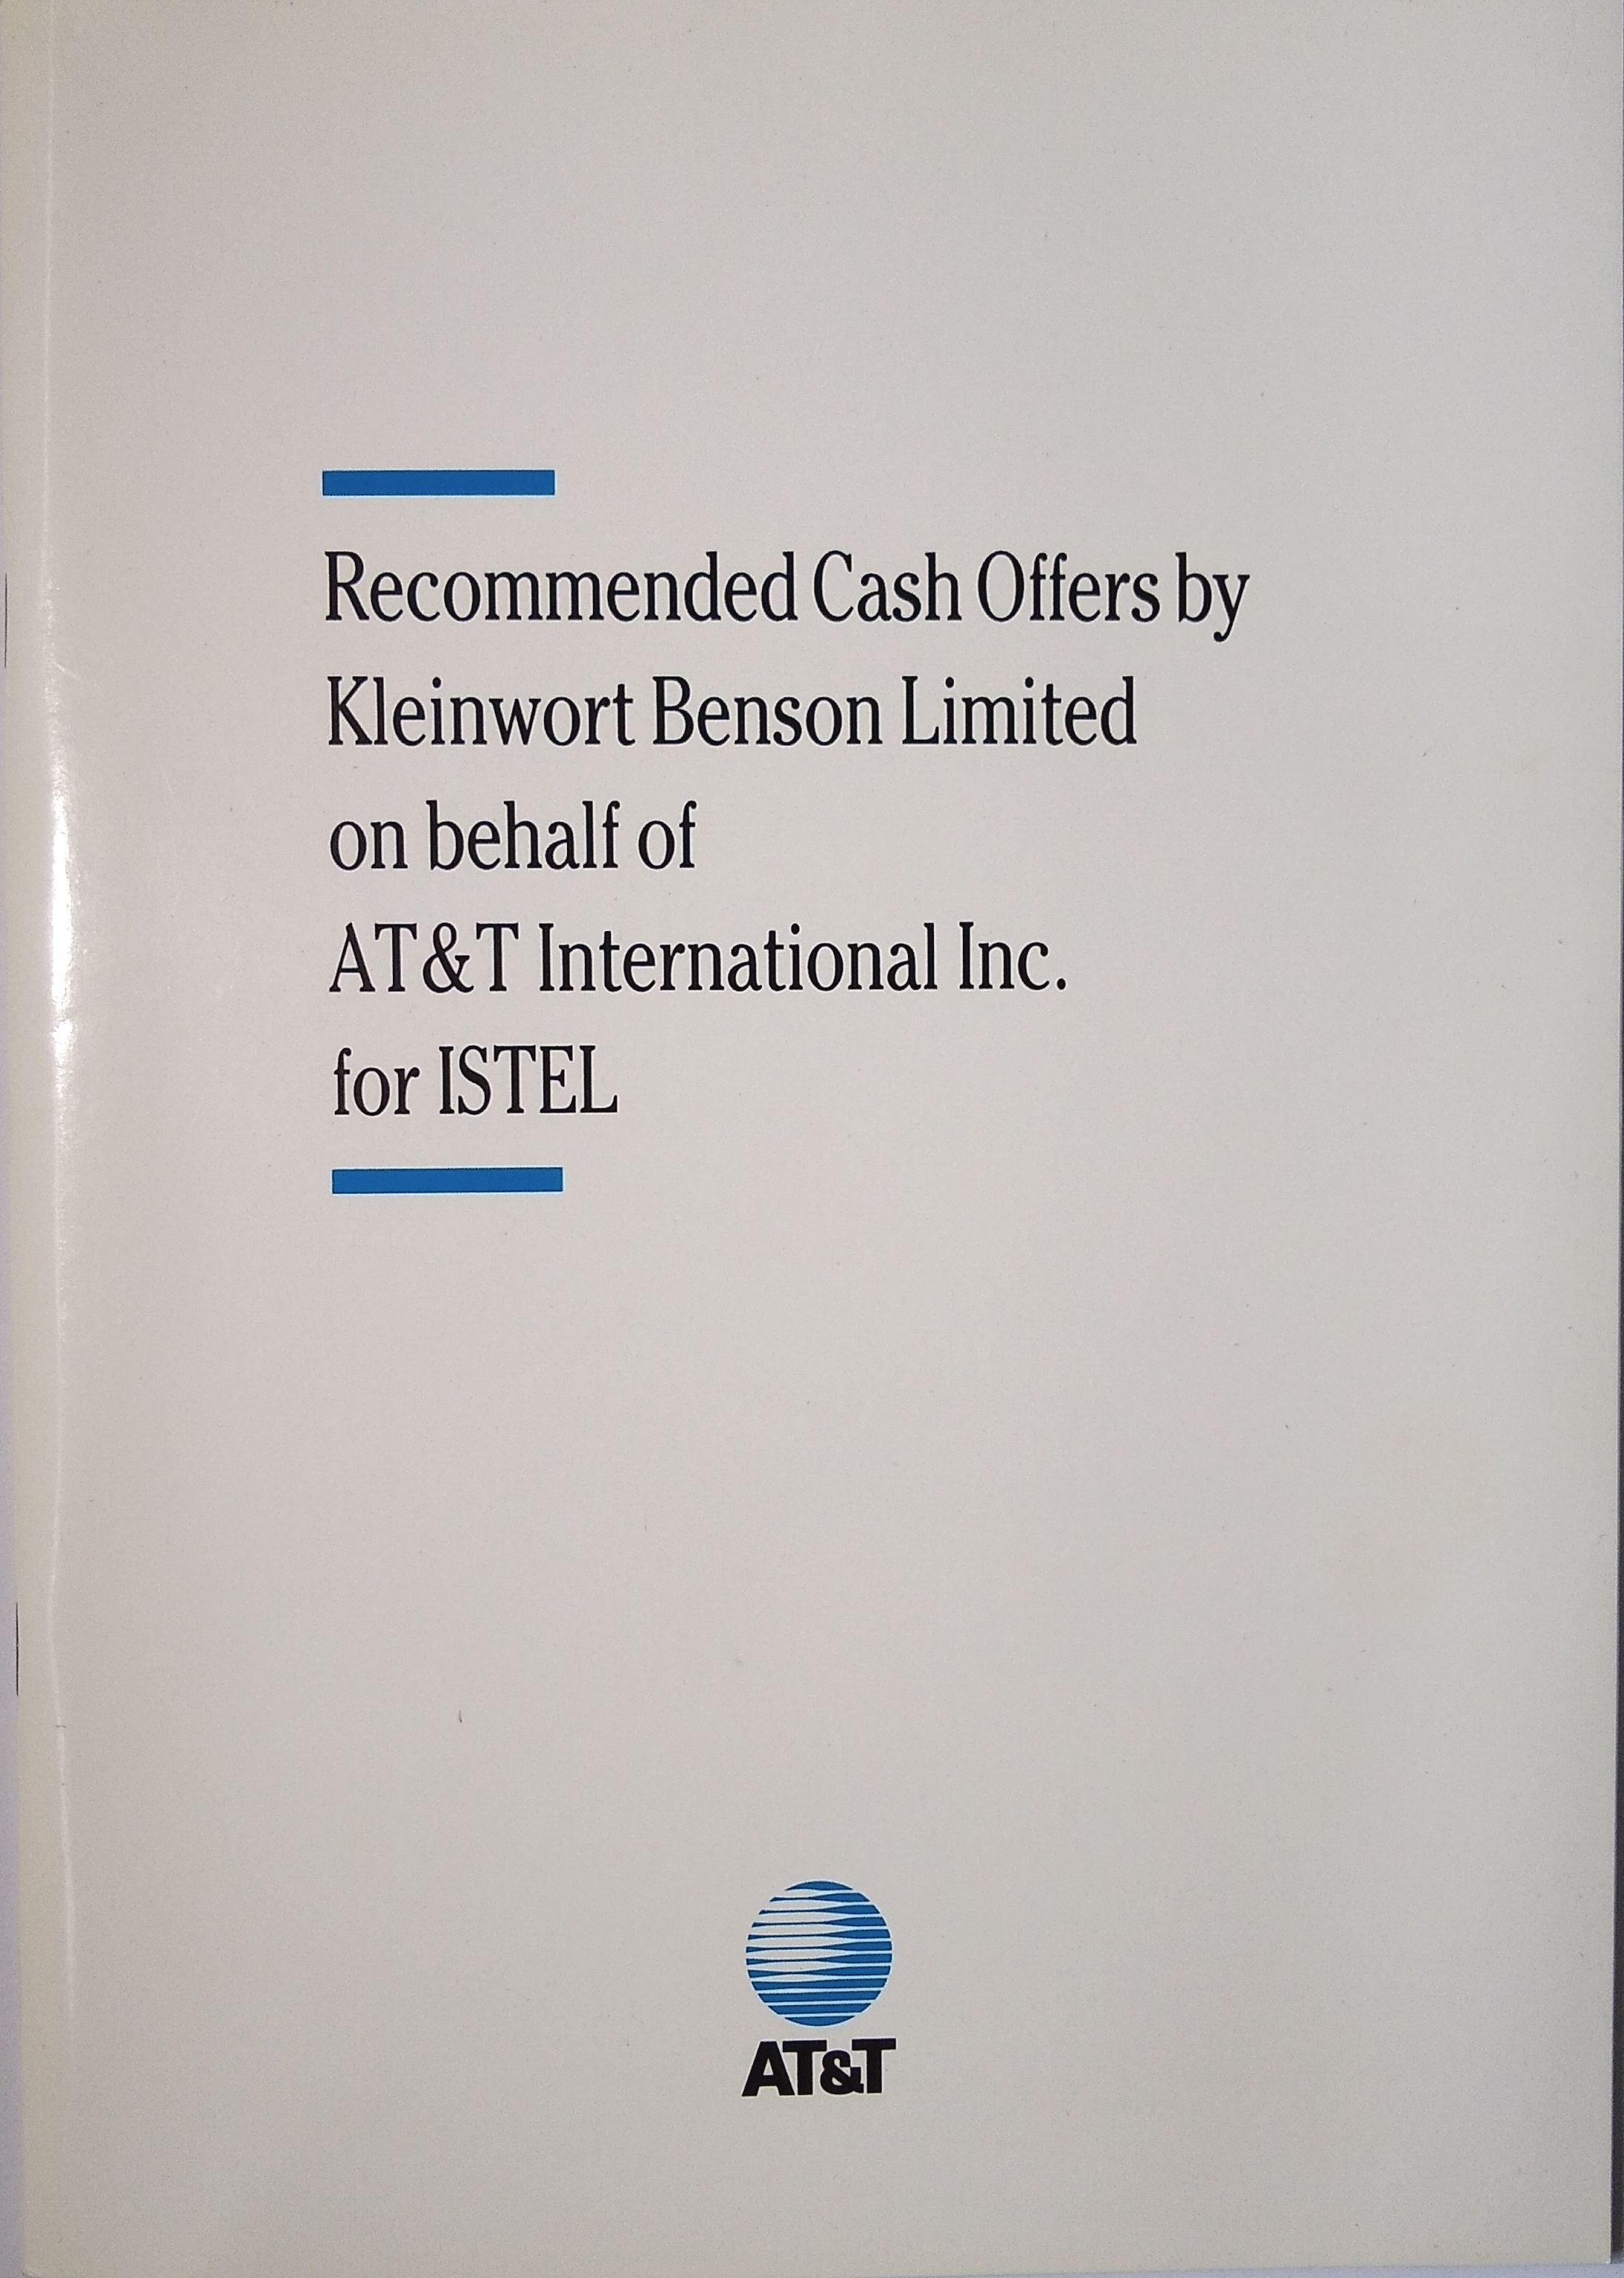 Recommended Cash Offers by
Kleinwort Benson Limited
on behalf of
AT&T International Inc.
for ISTEL
AT&T